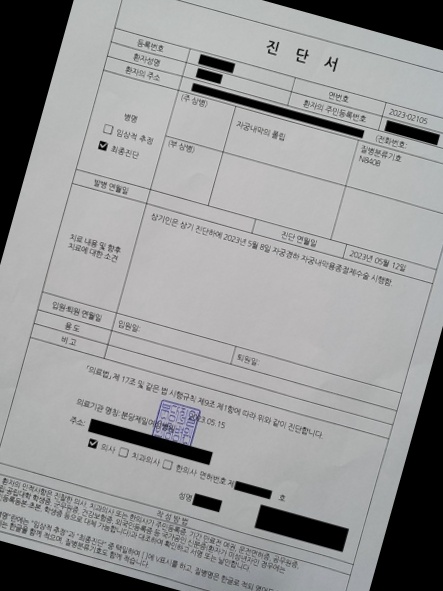 진 단 서
등록번호
연번호
2023-02105
환자성명
환자의 주민등록번호
환자의 주소
(전화번호:
병명
(주상병)
자궁내막의 폴립
질병분류기호
N840B
임상적 추정
최종진단
(부상병)
발병 연월일
진단 연월일
2023년 05월 12일
치료 내용 및 향후
치료에 대한 소견
상기인은 상기 진단하에 2023년 5월 8일 자궁경하 자궁내막용종절제수술 시행함.
입원·퇴원 연월일
입원일:
퇴원일:
용 도
비 고
「의료법」 제 17조 및 같은 법 시행규칙 제9조 제1항에 따라 위와 같이 진단합니다.
2023.05.15
의료기관 명칭: 분당제일여성병원
주소:
의사 치과의사 한의사 면허번호 제 호
성명
작 성 방 법